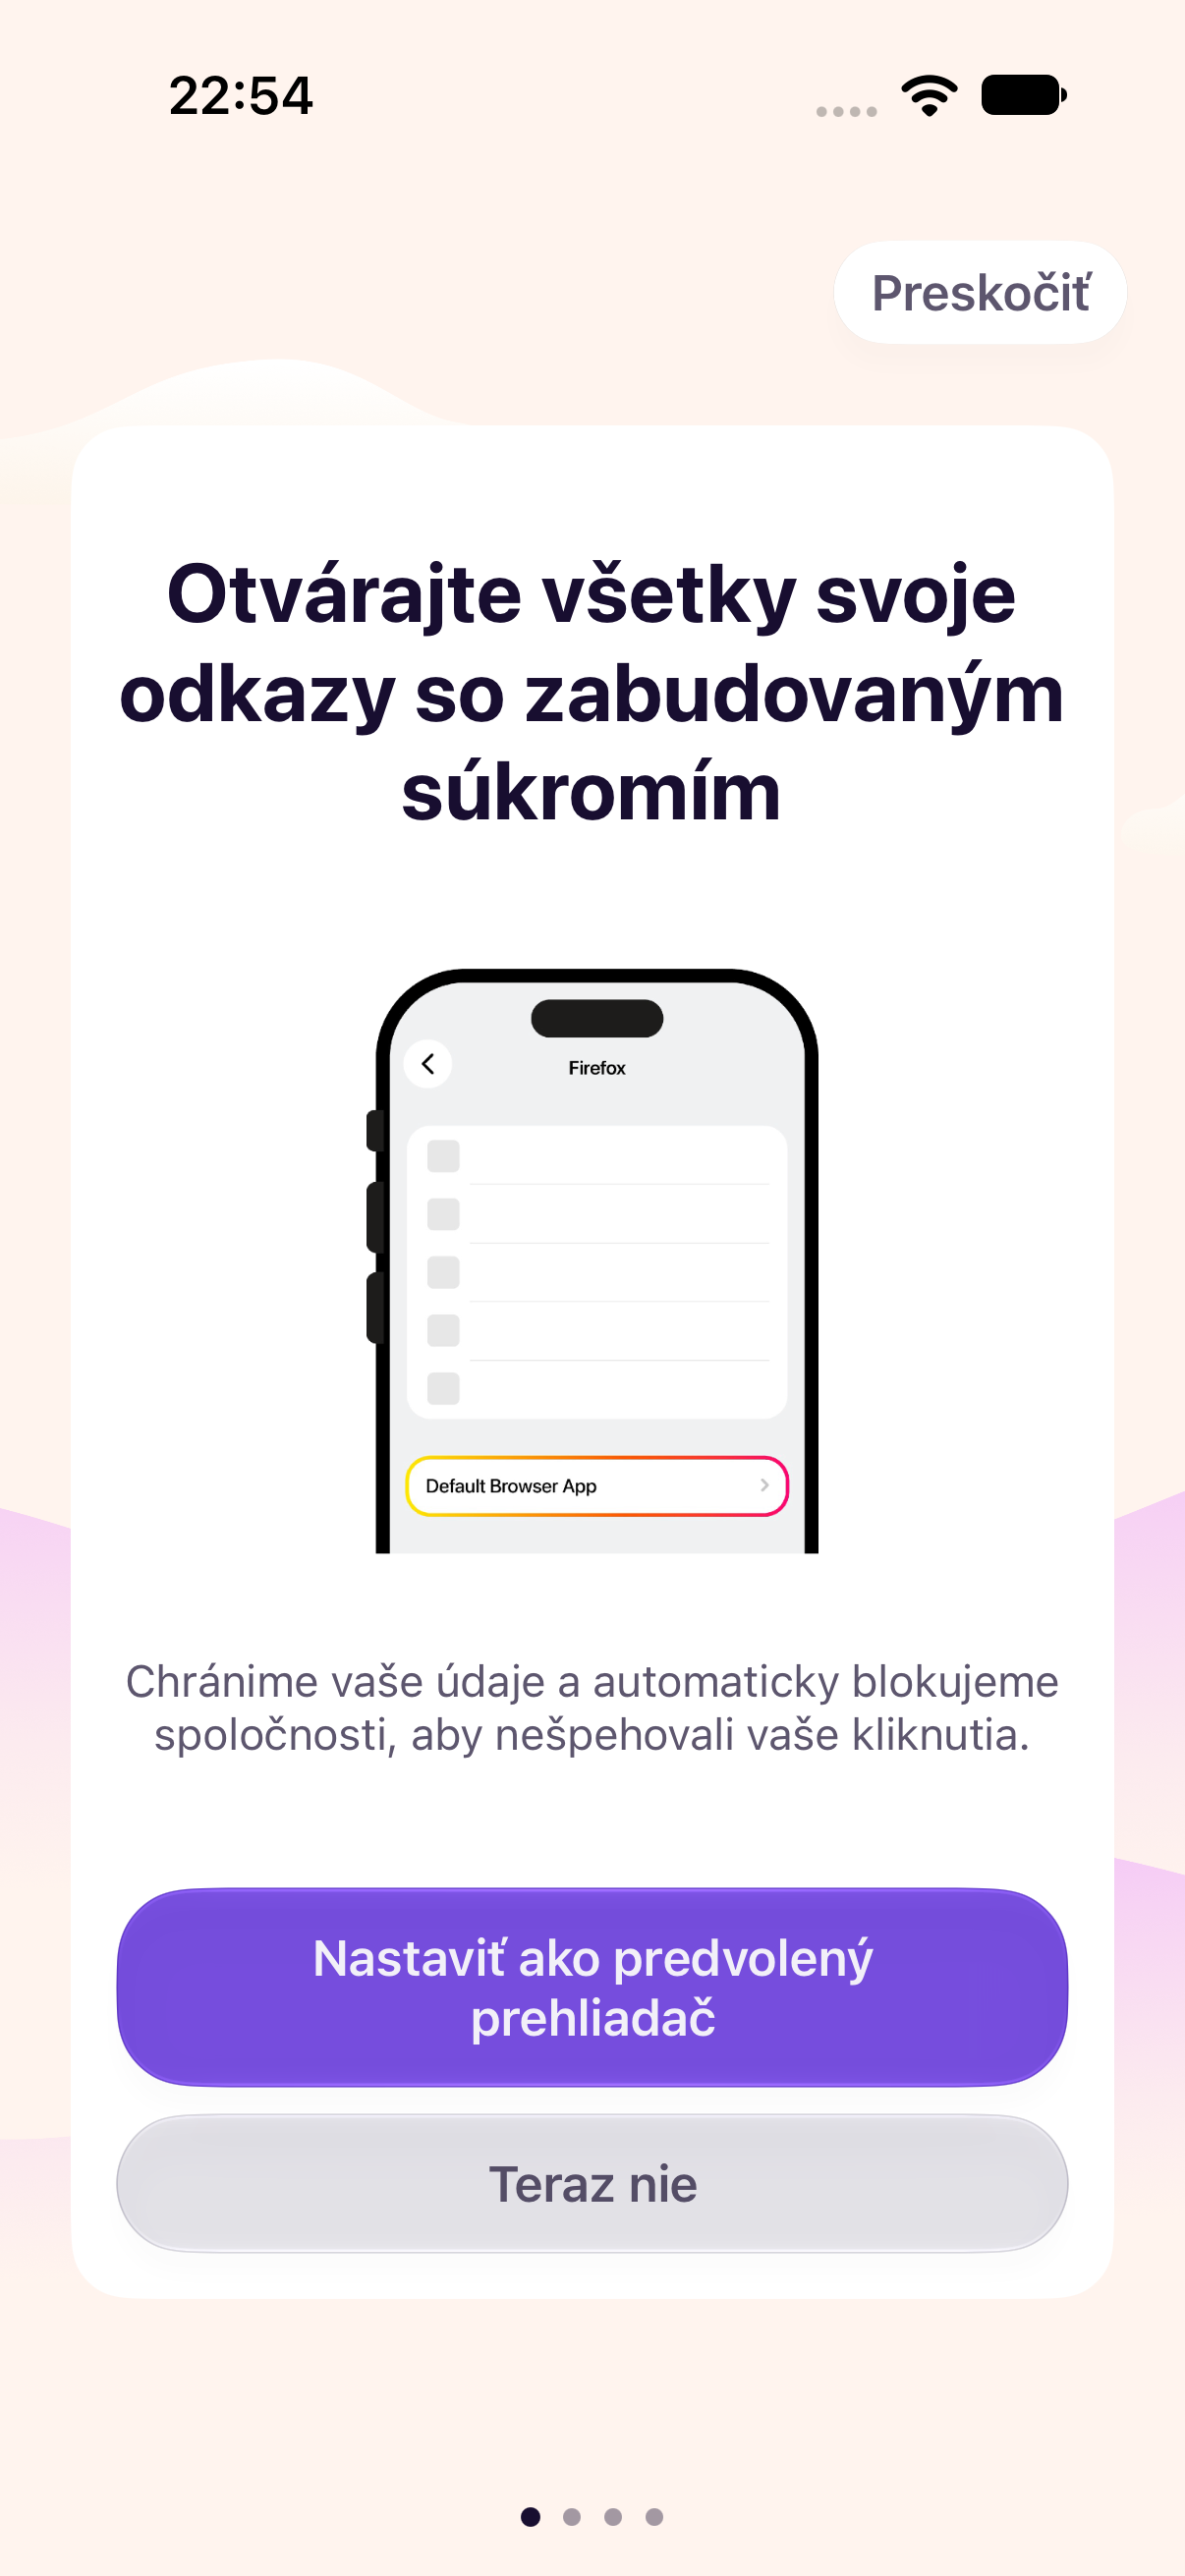 22:54
Preskočiť
Otvárajte všetky svoje
odkazy so zabudovaným
súkromím
Firefox
Default Browser App
Chránime vaše údaje a automaticky blokujeme
spoločnosti, aby nešpehovali vaše kliknutia.
Nastaviť ako predvolený
prehliadač
Teraz nie